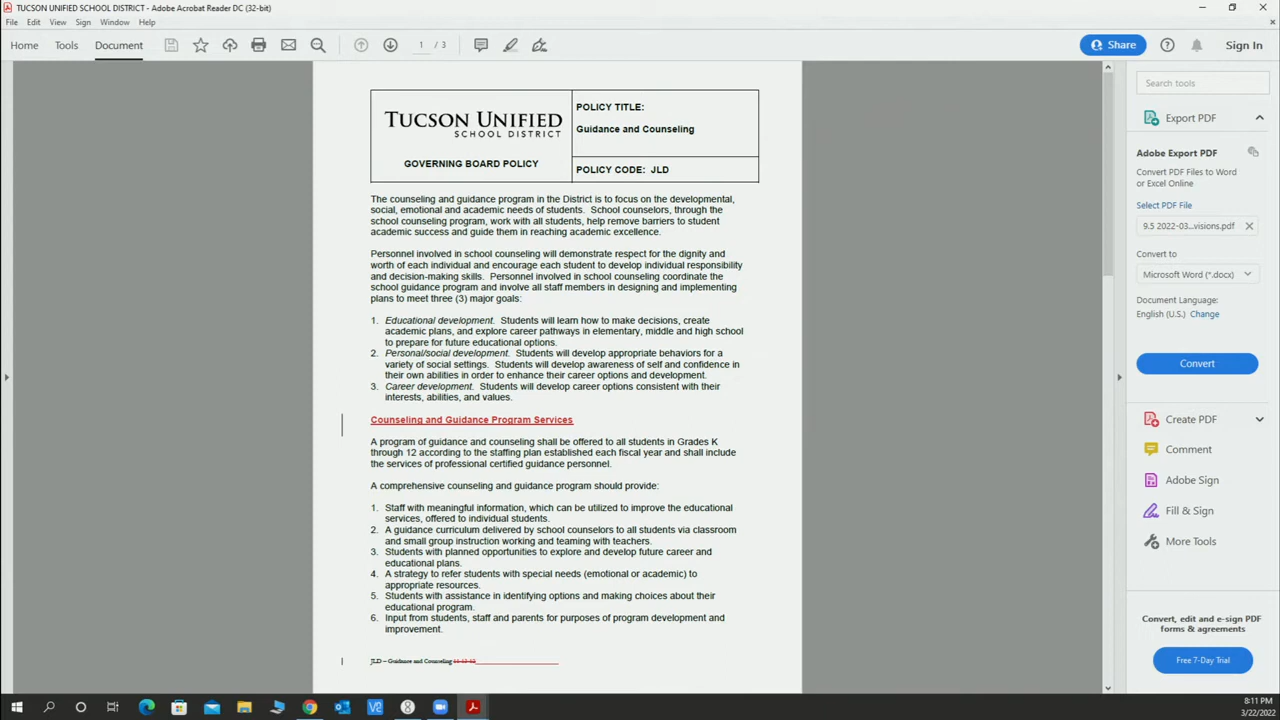 TUCSON UNIFIED SCHOOL DISTRICT - Adobe Acrobat Reader DC (32-bit)
File Edit View Sign Window Help
Home Tools Document 1 / 3 Share Sign In
TUCSON UNIFIED
SCHOOL DISTRICT
GOVERNING BOARD POLICY
POLICY TITLE:
Guidance and Counseling
POLICY CODE: JLD
The counseling and guidance program in the District is to focus on the developmental,
social, emotional and academic needs of students. School counselors, through the
school counseling program, work with all students, help remove barriers to student
academic success and guide them in reaching academic excellence.
Personnel involved in school counseling will demonstrate respect for the dignity and
worth of each individual and encourage each student to develop individual responsibility
and decision-making skills. Personnel involved in school counseling coordinate the
school guidance program and involve all staff members in designing and implementing
plans to meet three (3) major goals:
1. Educational development. Students will learn how to make decisions, create
academic plans, and explore career pathways in elementary, middle and high school
to prepare for future educational options.
2. Personal/social development. Students will develop appropriate behaviors for a
variety of social settings. Students will develop awareness of self and confidence in
their own abilities in order to enhance their career options and development.
3. Career development. Students will develop career options consistent with their
interests, abilities, and values.
Counseling and Guidance Program Services
A program of guidance and counseling shall be offered to all students in Grades K
through 12 according to the staffing plan established each fiscal year and shall include
the services of professional certified guidance personnel.
A comprehensive counseling and guidance program should provide:
1. Staff with meaningful information, which can be utilized to improve the educational
services, offered to individual students.
2. A guidance curriculum delivered by school counselors to all students via classroom
and small group instruction working and teaming with teachers.
3. Students with planned opportunities to explore and develop future career and
educational plans.
4. A strategy to refer students with special needs (emotional or academic) to
appropriate resources.
5. Students with assistance in identifying options and making choices about their
educational program.
6. Input from students, staff and parents for purposes of program development and
improvement.
JLD – Guidance and Counseling
Search tools
Export PDF
Adobe Export PDF
Convert PDF Files to Word
or Excel Online
Select PDF File
9.5 2022-03...visions.pdf
Convert to
Microsoft Word (*.docx)
Document Language:
English (U.S.) Change
Convert
Create PDF
Comment
Adobe Sign
Fill & Sign
More Tools
Convert, edit and e-sign PDF
forms & agreements
Free 7-Day Trial
8:11 PM
3/22/2022